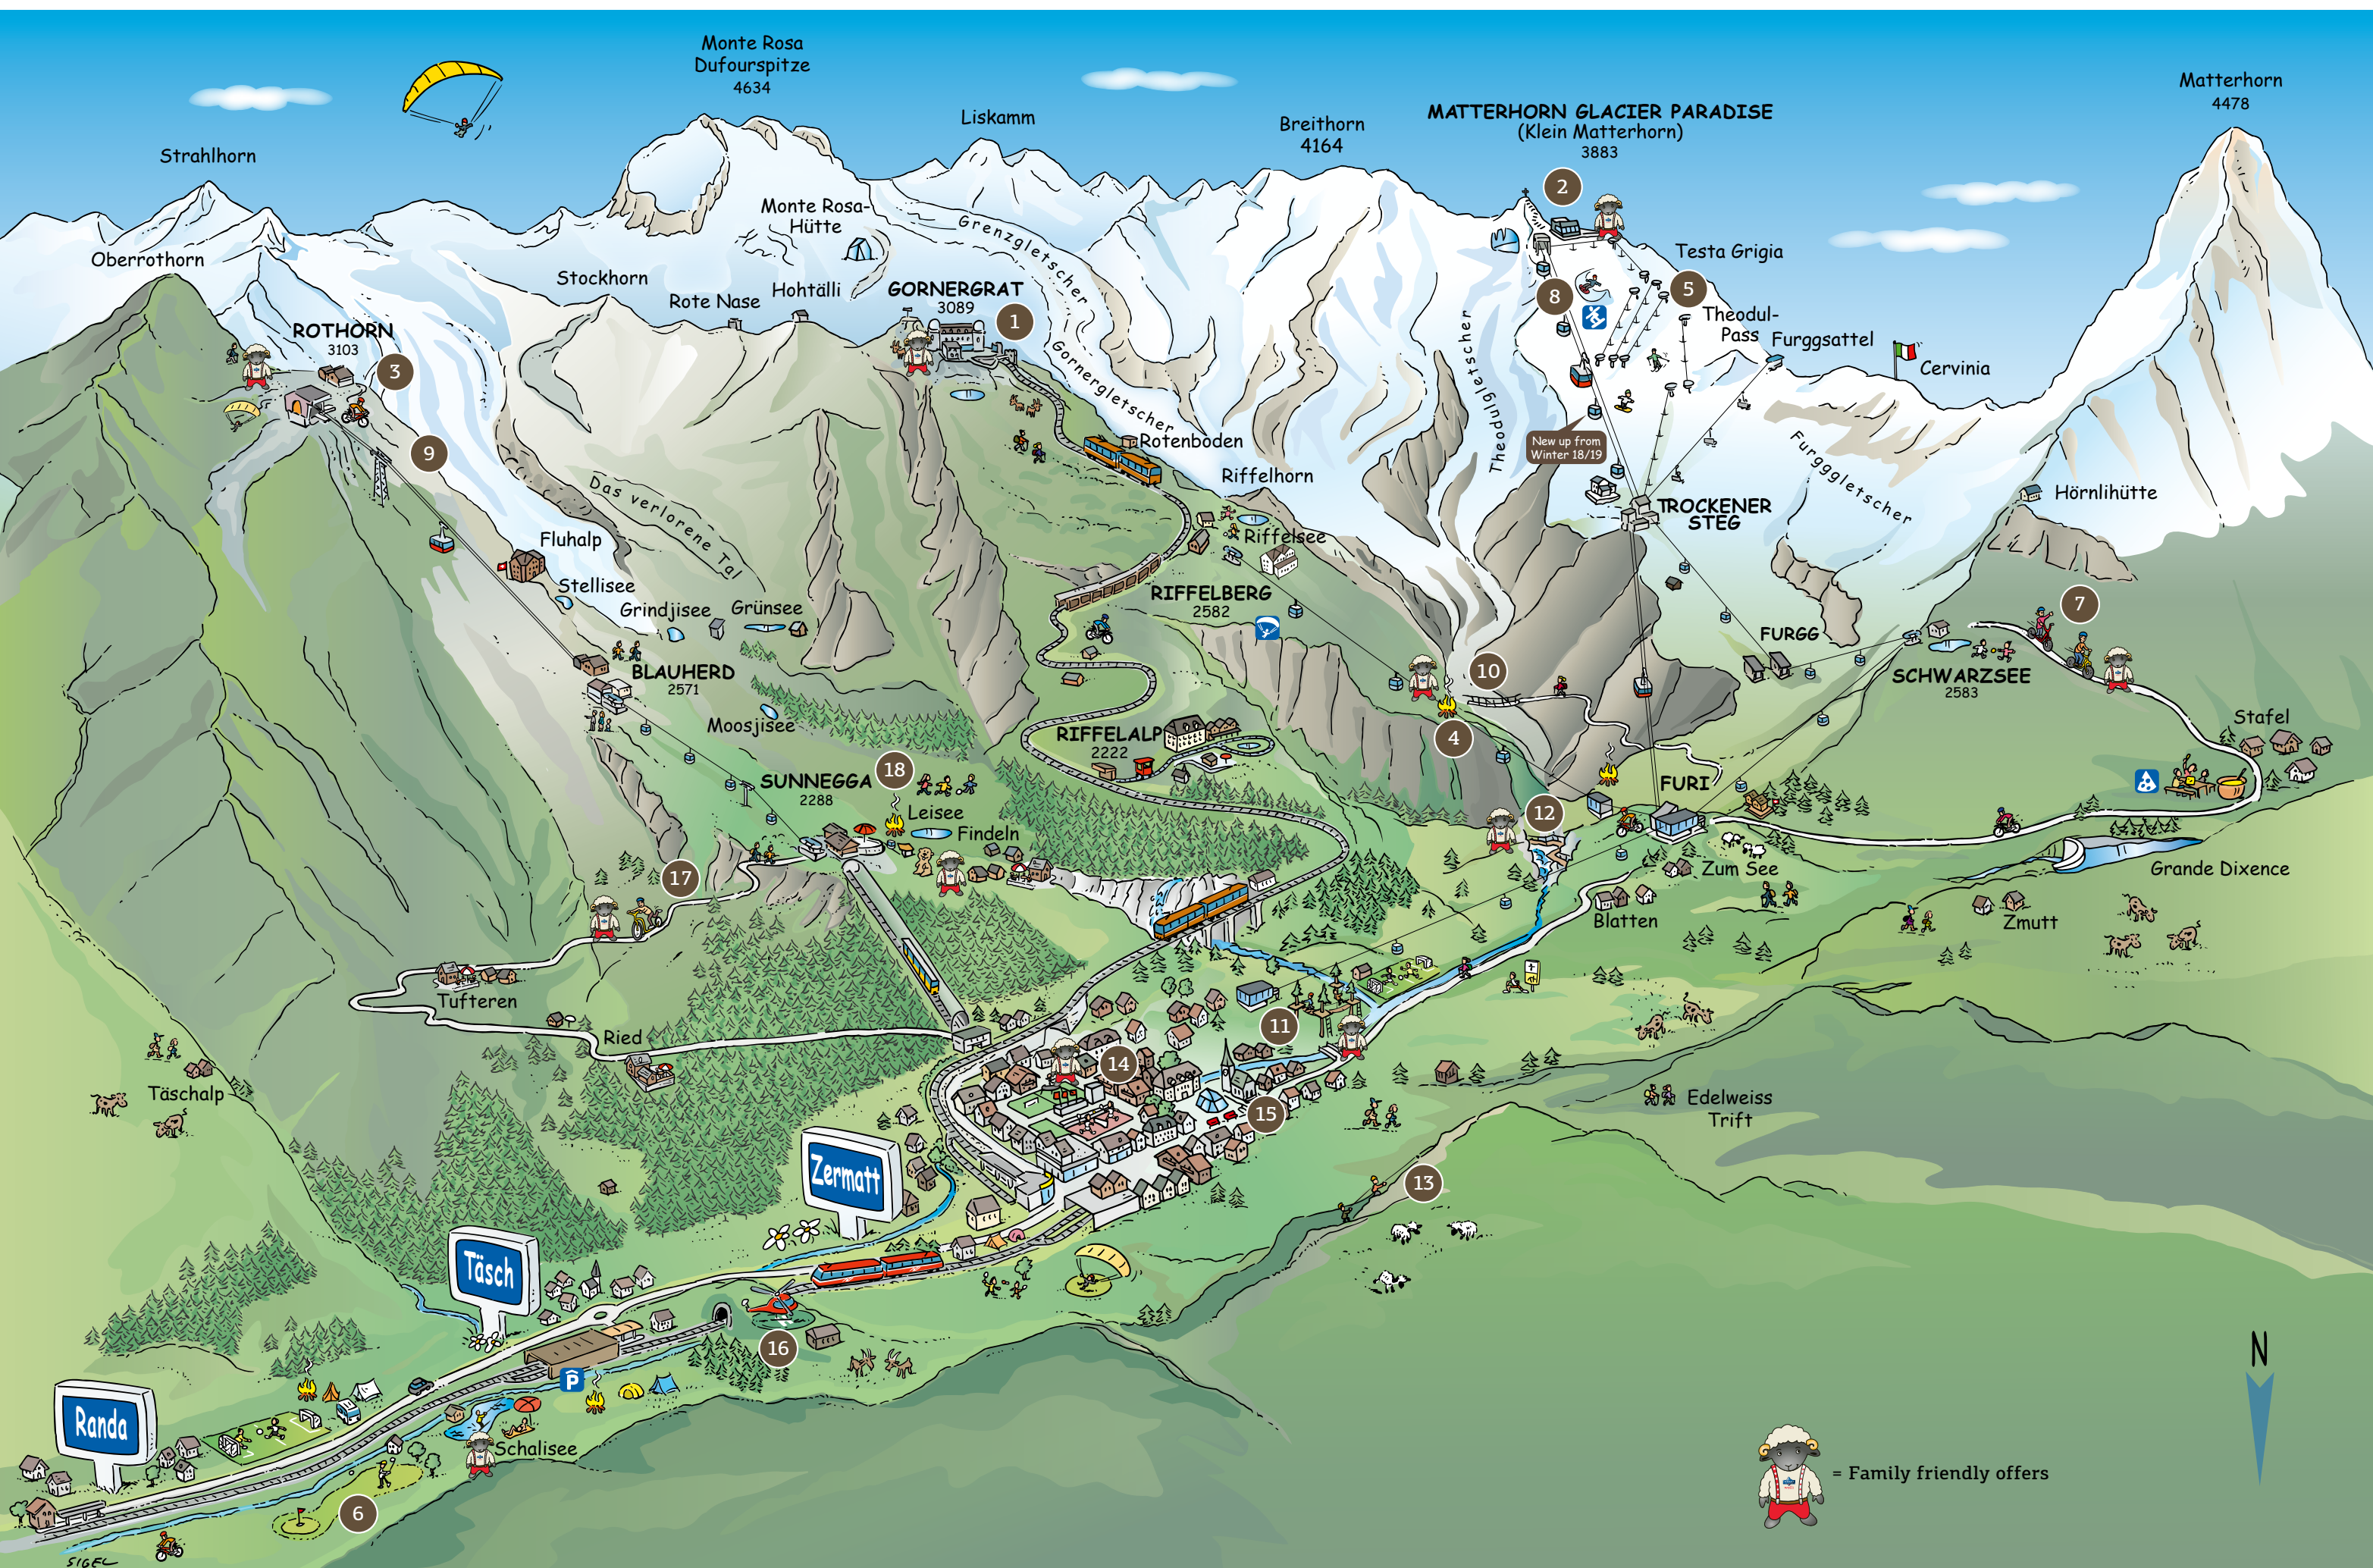 Monte Rosa
Dufourspitze
4634
Matterhorn
4478
Liskamm
MATTERHORN GLACIER PARADISE
(Klein Matterhorn)
3883
Breithorn
4164
Strahlhorn
2
Monte Rosa-
Hütte
Grenzgletscher
Testa Grigia
Oberrothorn
Stockhorn
Rote Nase
Hohtälli
GORNERGRAT
3089
1
8
5
Theodul-
Pass
Furggsattel
Cervinia
ROTHORN
3103
3
Gornergletscher
Theodulgletscher
New up from
Winter 18/19
9
Rotenboden
Riffelhorn
Furgggletscher
Hörnlihütte
Das verlorene Tal
TROCKENER
STEG
Fluhalp
Riffelsee
Stellisee
Grindjisee
Grünsee
RIFFELBERG
2582
7
FURGG
BLAUHERD
2571
10
SCHWARZSEE
2583
Moosjisee
RIFFELALP
2222
4
Stafel
SUNNEGGA
2288
18
FURI
Leisee
Findeln
12
17
Zum See
Grande Dixence
Blatten
Zmutt
Tufteren
Ried
11
14
Täschalp
Edelweiss
Trift
15
Zermatt
13
Täsch
16
P
Randa
Schalisee
6
N
= Family friendly offers
SIGEL